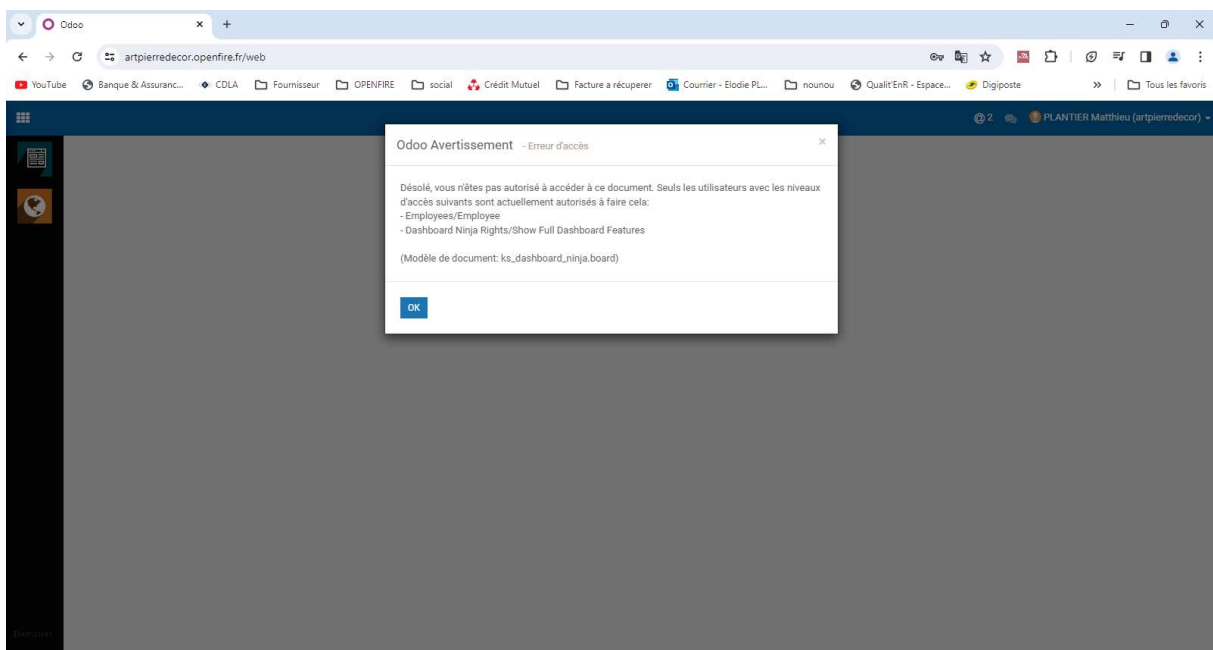 Odoo
artpierredecor.openfire.fr/web
YouTube Banque & Assuranc... CDLA Fournisseur OPENFIRE social Crédit Mutuel Facture a récuperer Courrier - Elodie PL... nounou Qualit'EnR - Espace... Digiposte » Tous les favoris
@ 2 PLANTIER Matthieu (artpierredecor)
Odoo Avertissement - Erreur d'accès ×
Désolé, vous n'êtes pas autorisé à accéder à ce document. Seuls les utilisateurs avec les niveaux
d'accès suivants sont actuellement autorisés à faire cela:
- Employees/Employee
- Dashboard Ninja Rights/Show Full Dashboard Features
(Modèle de document: ks_dashboard_ninja.board)
OK